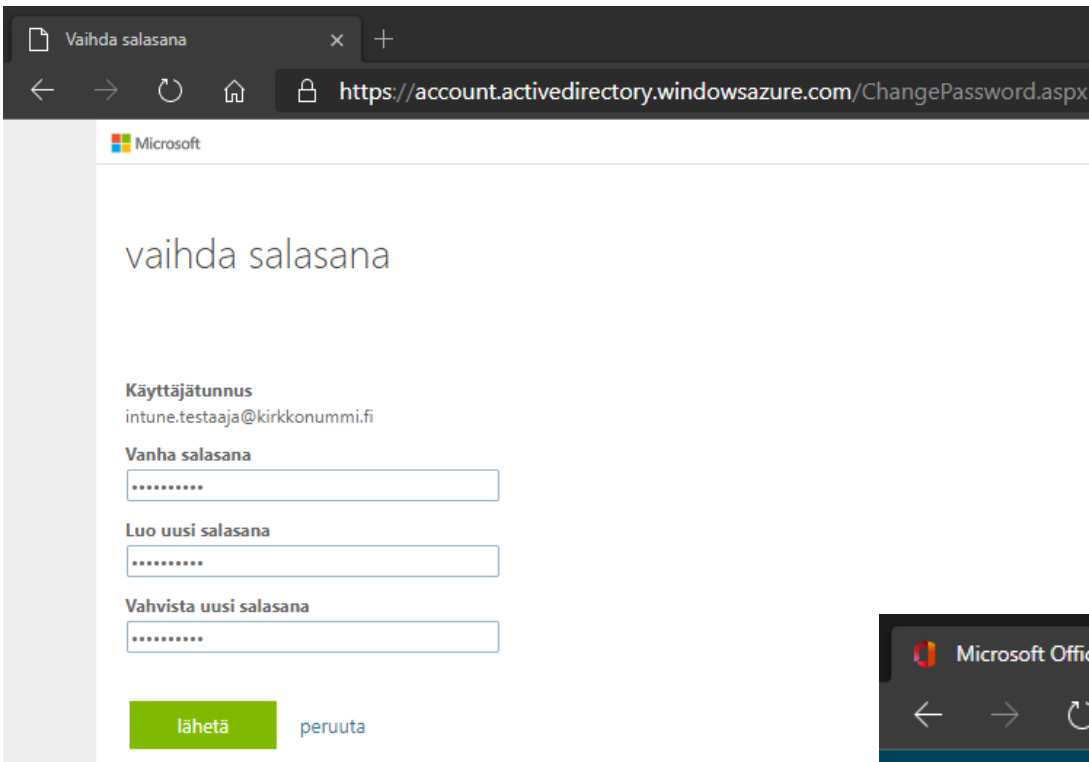 Vaihda salasana
https://account.activedirectory.windowsazure.com/ChangePassword.aspx
Microsoft
vaihda salasana
Käyttäjätunnus
intune.testaaja@kirkkonummi.fi
Vanha salasana
••••••••••
Luo uusi salasana
••••••••••
Vahvista uusi salasana
••••••••••
lähetä peruuta
Microsoft Offic